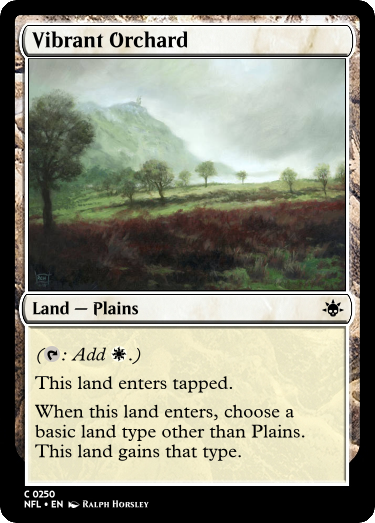 Vibrant Orchard
Land — Plains
(: Add .)
This land enters tapped.
When this land enters, choose a
basic land type other than Plains.
This land gains that type.
C 0250
NFL • EN Ralph Horsley